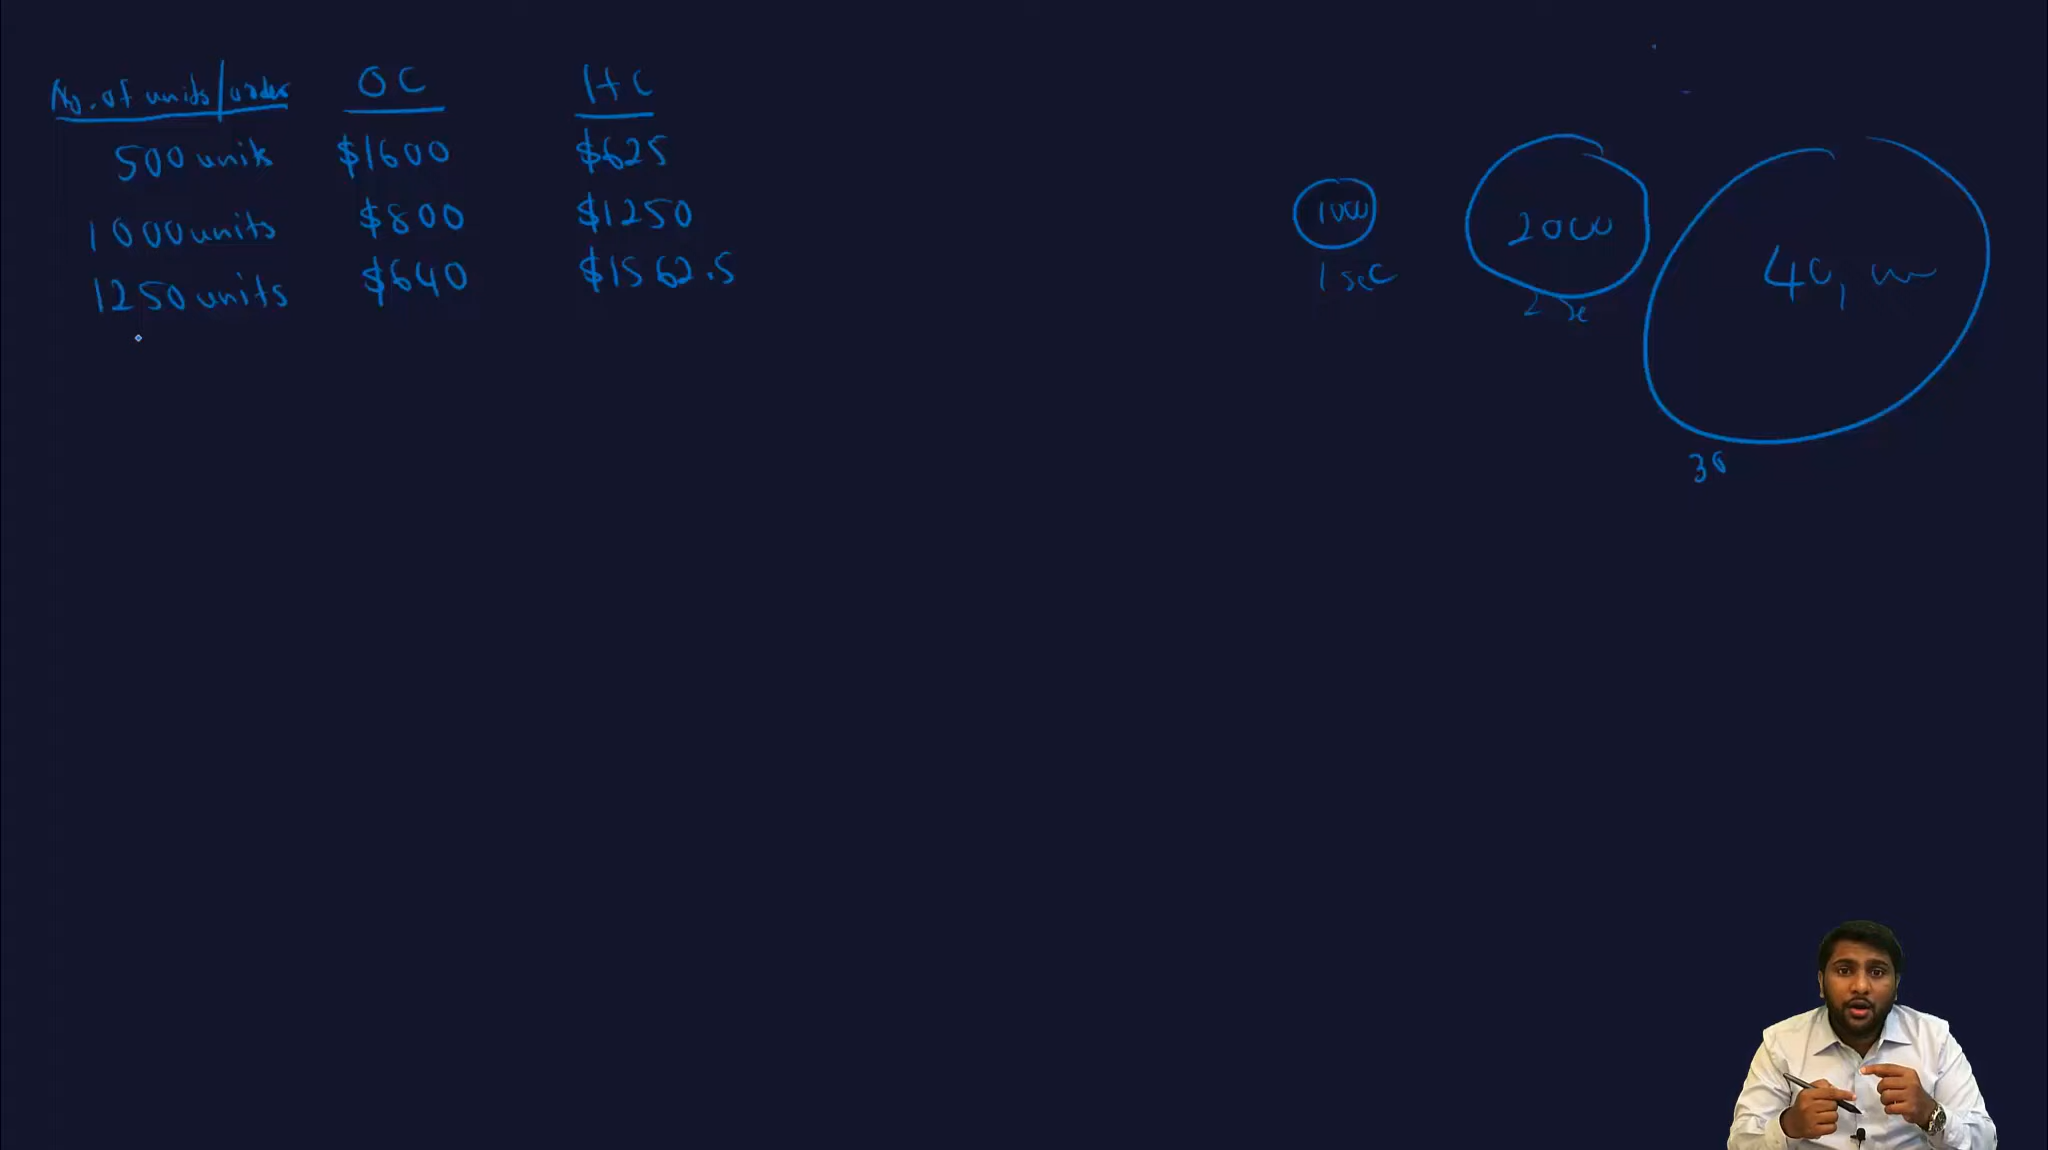 No. of units/order OC HC
500 units $1600 $625
1000 units $800 $1250
1250 units $640 $1562.5
1000
1 sec
2000
2
40,
30